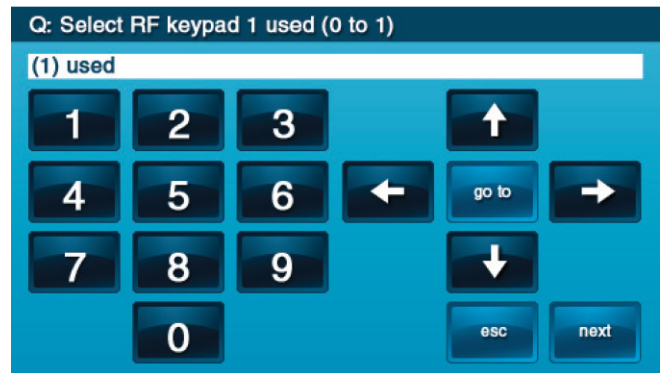 Q: Select RF keypad 1 used (0 to 1)
(1) used
1 2 3
4 5 6 go to
7 8 9
0 esc next